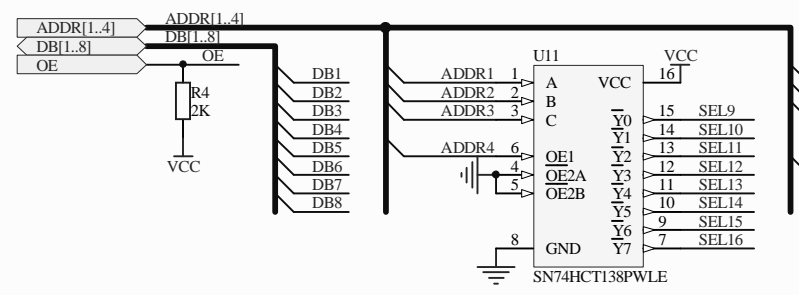 ADDR[1..4]
ADDR[1..4]
DB[1..8]
DB[1..8]
OE
OE
R4
2K
VCC
DB1
DB2
DB3
DB4
DB5
DB6
DB7
DB8
U11
ADDR1 1 A
ADDR2 2 B
ADDR3 3 C
ADDR4 6 OE1
4 OE2A
5 OE2B
8 GND
VCC 16 VCC
Y0 15 SEL9
Y1 14 SEL10
Y2 13 SEL11
Y3 12 SEL12
Y4 11 SEL13
Y5 10 SEL14
Y6 9 SEL15
Y7 7 SEL16
SN74HCT138PWLE